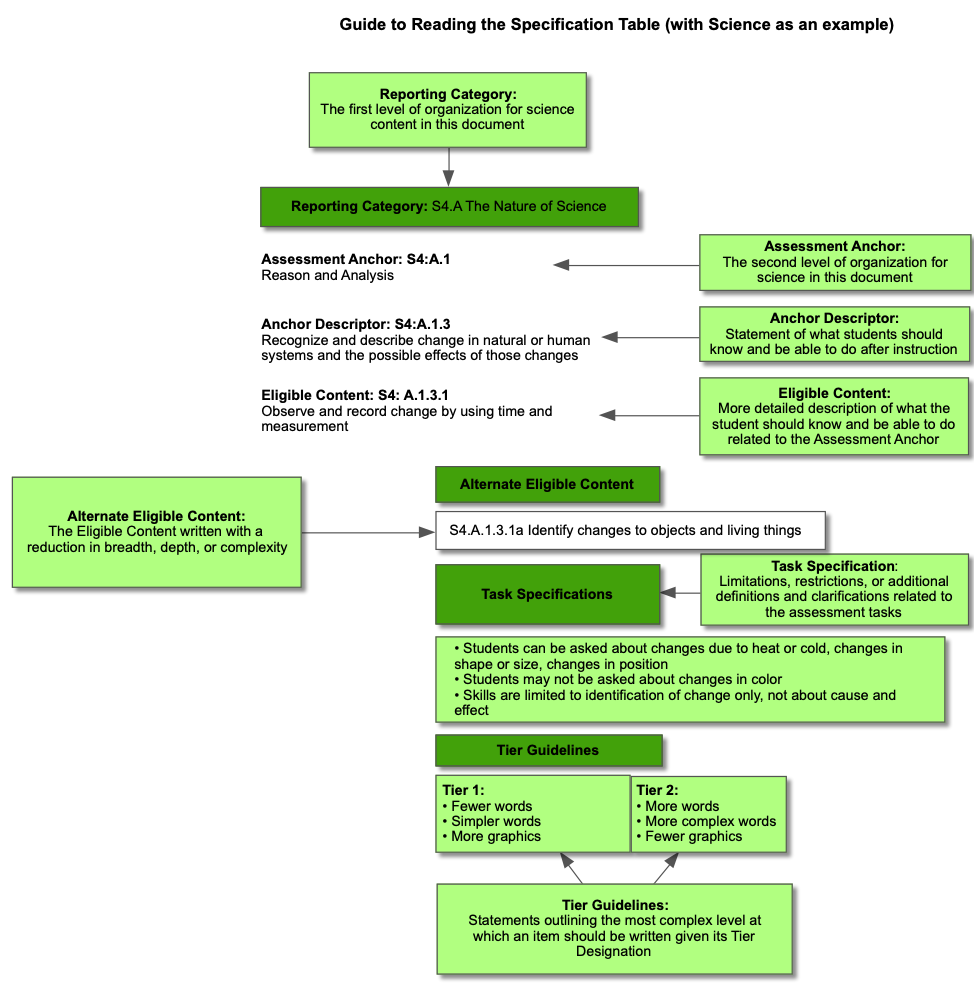 Guide to Reading the Specification Table (with Science as an example)
Reporting Category:
The first level of organization for science
content in this document
Reporting Category: S4.A The Nature of Science
Assessment Anchor: S4:A.1
Reason and Analysis
Assessment Anchor:
The second level of organization for
science in this document
Anchor Descriptor: S4:A.1.3
Recognize and describe change in natural or human
systems and the possible effects of those changes
Anchor Descriptor:
Statement of what students should
know and be able to do after instruction
Eligible Content: S4: A.1.3.1
Observe and record change by using time and
measurement
Eligible Content:
More detailed description of what the
student should know and be able to do
related to the Assessment Anchor
Alternate Eligible Content
Alternate Eligible Content:
The Eligible Content written with a
reduction in breadth, depth, or complexity
S4.A.1.3.1a Identify changes to objects and living things
Task Specifications
Task Specification:
Limitations, restrictions, or additional
definitions and clarifications related to
the assessment tasks
• Students can be asked about changes due to heat or cold, changes in
shape or size, changes in position
• Students may not be asked about changes in color
• Skills are limited to identification of change only, not about cause and
effect
Tier Guidelines
Tier 1:
• Fewer words
• Simpler words
• More graphics
Tier 2:
• More words
• More complex words
• Fewer graphics
Tier Guidelines:
Statements outlining the most complex level at
which an item should be written given its Tier
Designation